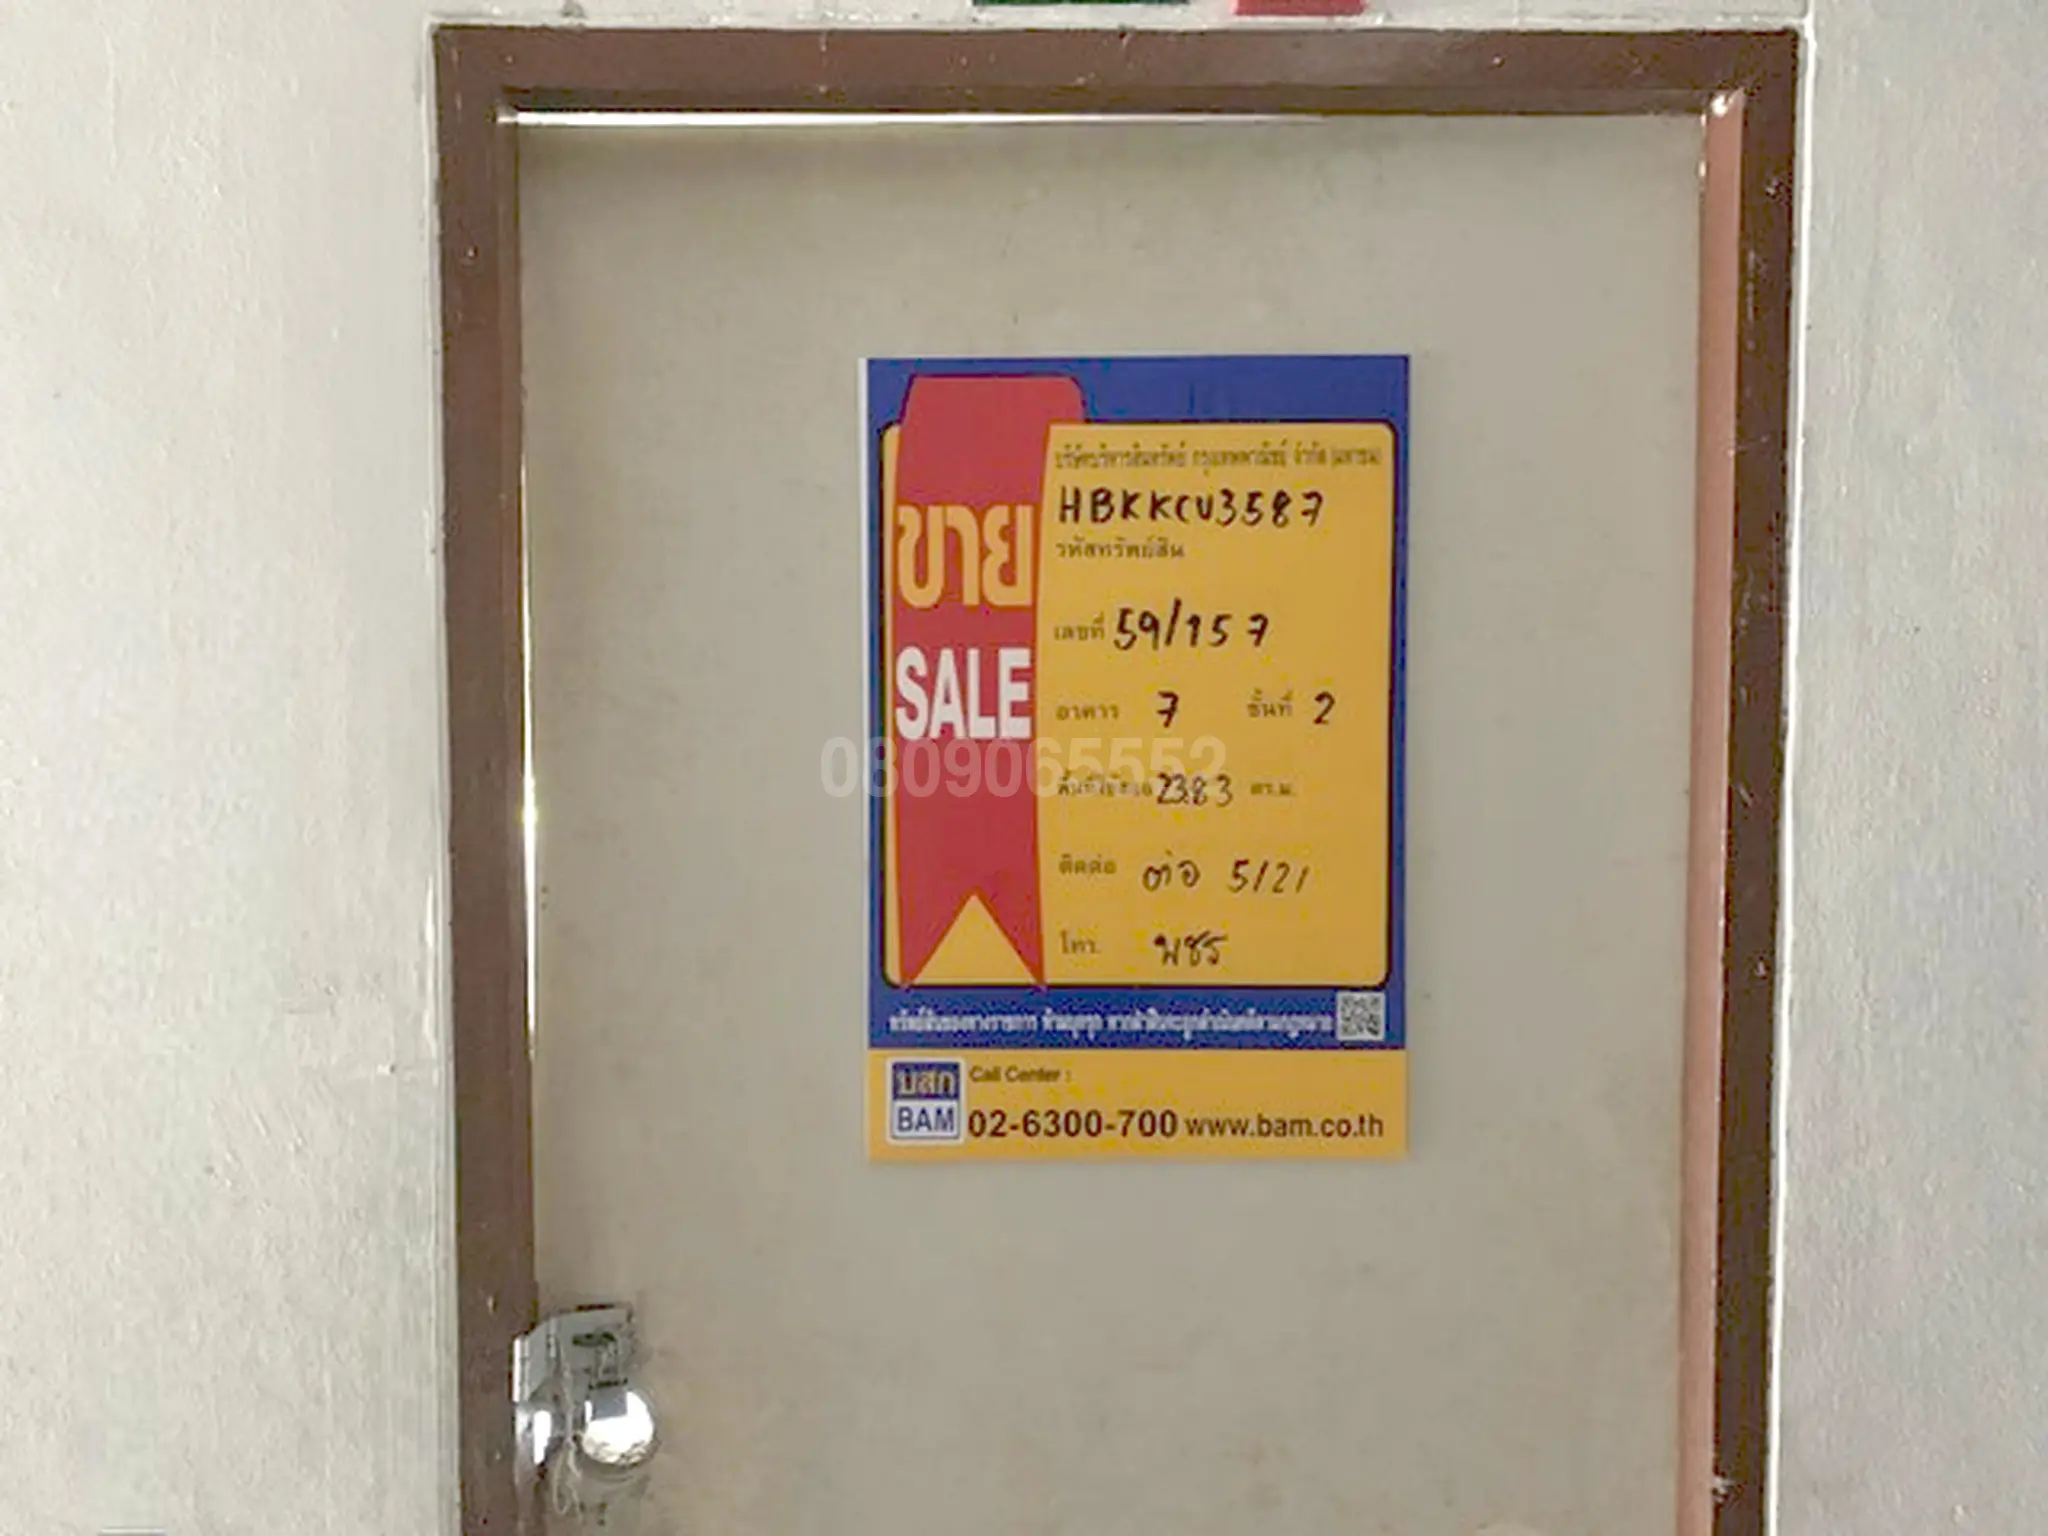 บริษัทบริหารสินทรัพย์ กรุงเทพพาณิชย์ จำกัด (มหาชน)
HBKKCU3587
รหัสทรัพย์สิน
ขาย
SALE
เลขที่ 59/157
อาคาร 7 ชั้นที่ 2
0809065552
พื้นที่ใช้สอย 23.83 ตร.ม.
ติดต่อ ต่อ 5121
โทร. พชร
บสก
BAM
Call Center :
02-6300-700 www.bam.co.th